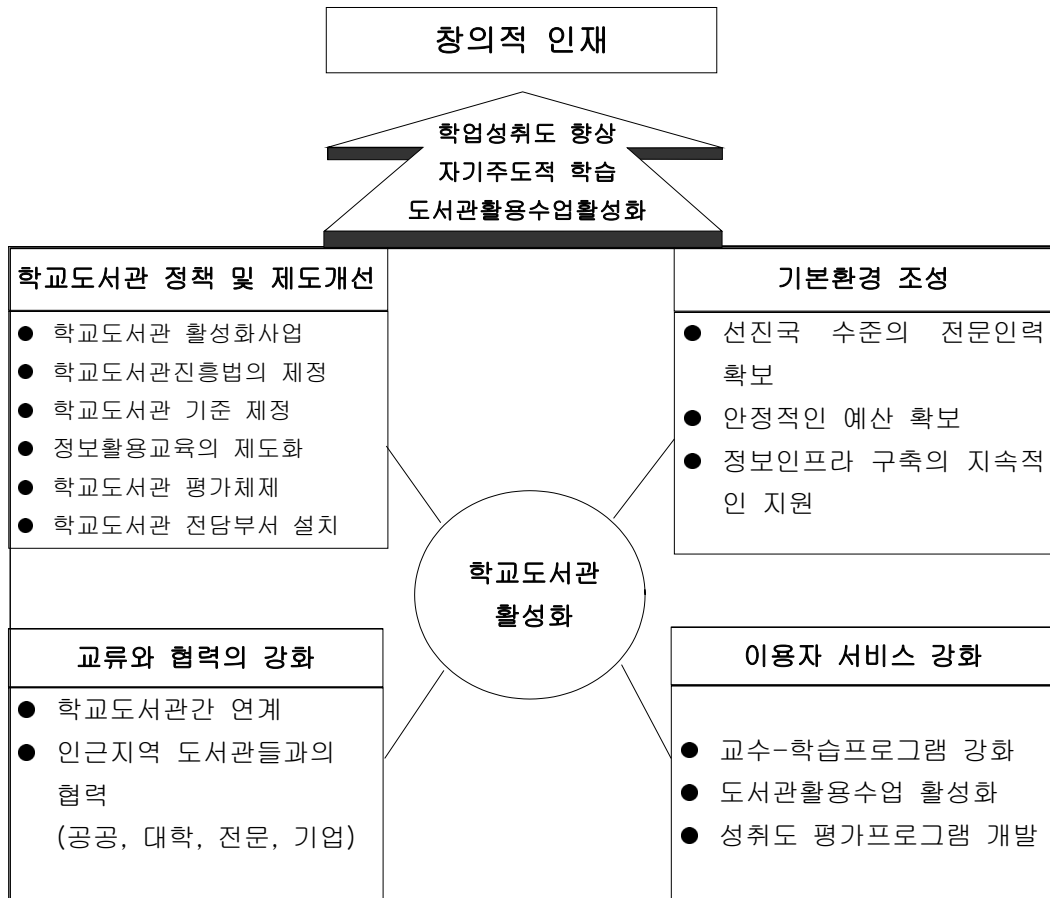 창의적 인재
학업성취도 향상
자기주도적 학습
도서관활용수업활성화
학교도서관 정책 및 제도개선
● 학교도서관 활성화사업
● 학교도서관진흥법의 제정
● 학교도서관 기준 제정
● 정보활용교육의 제도화
● 학교도서관 평가체제
● 학교도서관 전담부서 설치
기본환경 조성
● 선진국 수준의 전문인력
확보
● 안정적인 예산 확보
● 정보인프라 구축의 지속적
인 지원
학교도서관
활성화
교류와 협력의 강화
● 학교도서관간 연계
● 인근지역 도서관들과의
협력
(공공, 대학, 전문, 기업)
이용자 서비스 강화
● 교수-학습프로그램 강화
● 도서관활용수업 활성화
● 성취도 평가프로그램 개발